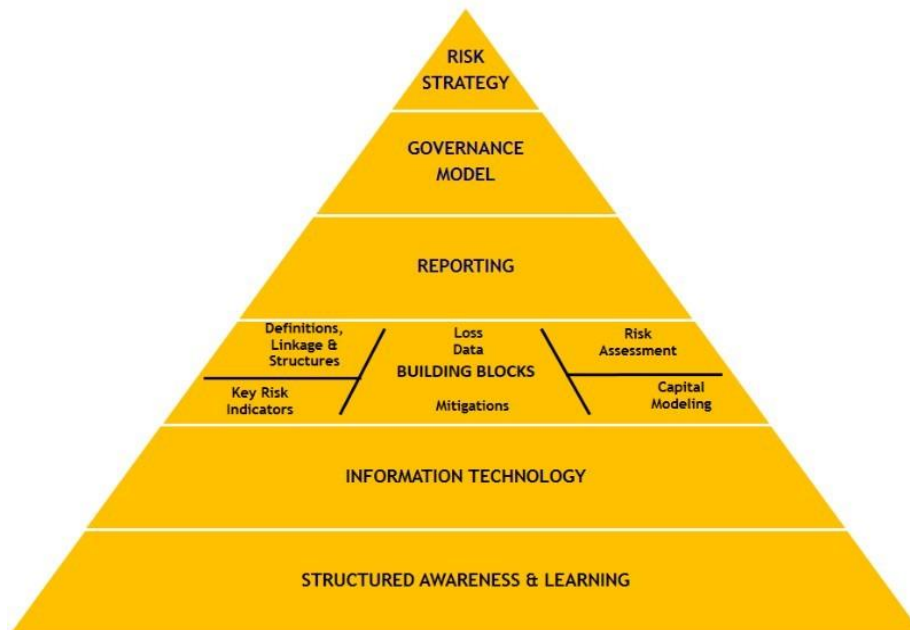 RISK
STRATEGY
GOVERNANCE
MODEL
REPORTING
Definitions,
Linkage &
Structures
Key Risk
Indicators
Loss
Data
BUILDING BLOCKS
Mitigations
Risk
Assessment
Capital
Modeling
INFORMATION TECHNOLOGY
STRUCTURED AWARENESS & LEARNING